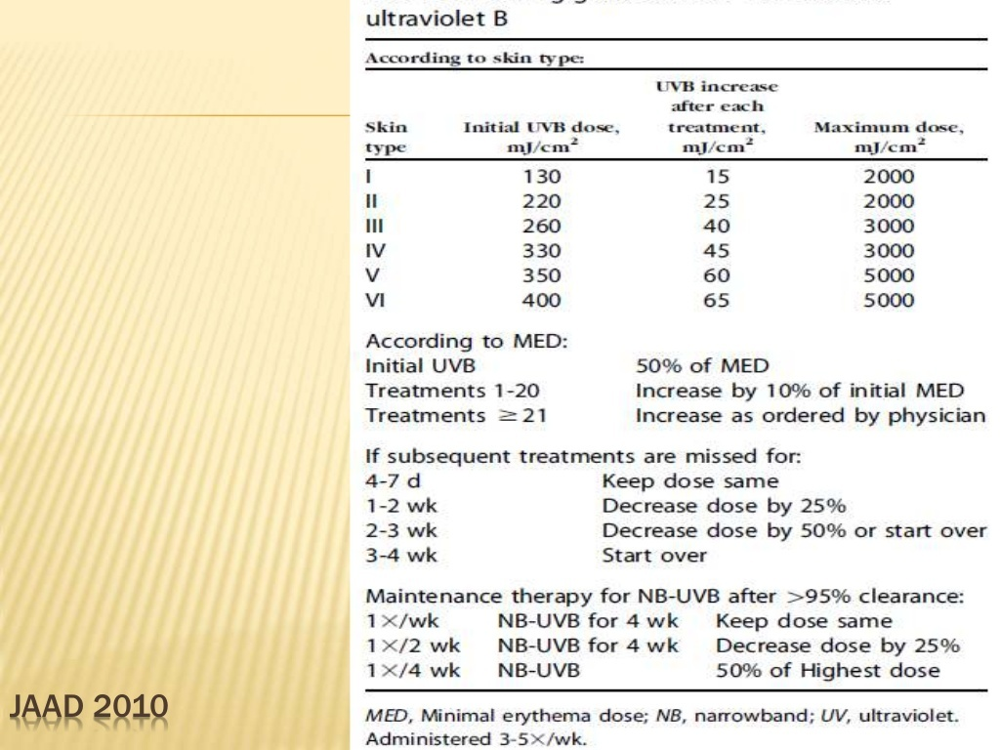 ultraviolet B
According to skin type:
Skin type Initial UVB dose, mJ/cm² UVB increase after each treatment, mJ/cm² Maximum dose, mJ/cm²
I 130 15 2000
II 220 25 2000
III 260 40 3000
IV 330 45 3000
V 350 60 5000
VI 400 65 5000
According to MED:
Initial UVB 50% of MED
Treatments 1-20 Increase by 10% of initial MED
Treatments ≥21 Increase as ordered by physician
If subsequent treatments are missed for:
4-7 d Keep dose same
1-2 wk Decrease dose by 25%
2-3 wk Decrease dose by 50% or start over
3-4 wk Start over
Maintenance therapy for NB-UVB after >95% clearance:
1×/wk NB-UVB for 4 wk Keep dose same
1×/2 wk NB-UVB for 4 wk Decrease dose by 25%
1×/4 wk NB-UVB 50% of Highest dose
MED, Minimal erythema dose; NB, narrowband; UV, ultraviolet.
Administered 3-5×/wk.
JAAD 2010